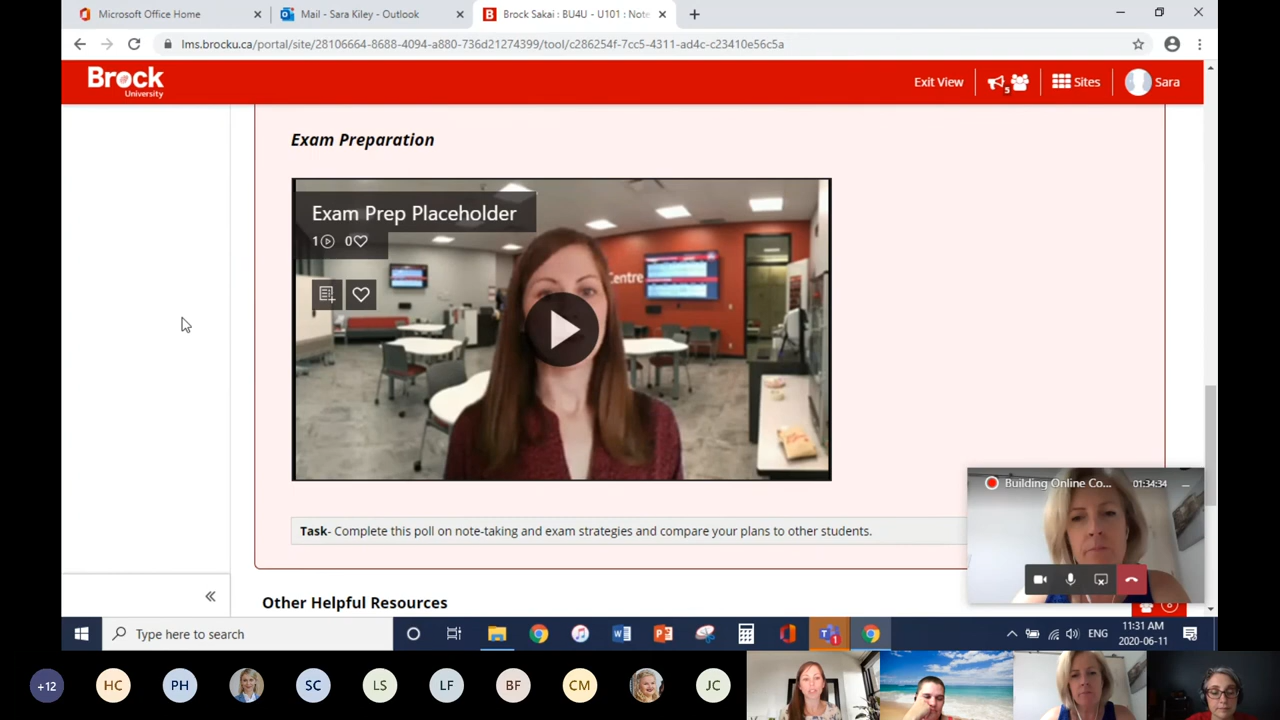 Microsoft Office Home
Mail - Sara Kiley - Outlook
Brock Sakai : BU4U - U101 : Note
lms.brocku.ca/portal/site/28106664-8688-4094-a880-736d21274399/tool/c286254f-7cc5-4311-ad4c-c23410e56c5a
Brock
University
Exit View
5
Sites
Sara
Exam Preparation
Exam Prep Placeholder
1
0
Centre
Building Online Co...
01:34:34
Task- Complete this poll on note-taking and exam strategies and compare your plans to other students.
Other Helpful Resources
Type here to search
1
ENG
11:31 AM
2020-06-11
+12
HC
PH
SC
LS
LF
BF
CM
JC